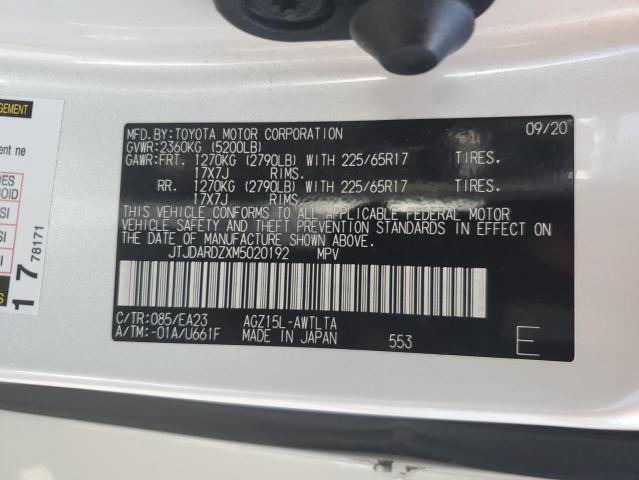 AGEMENT
ent ne
DES
NOID
SI
SI
1 7 78171
MFD.BY:TOYOTA MOTOR CORPORATION 09/20
GVWR:2360KG (5200LB)
GAWR:FRT. 1270KG (2790LB) WITH 225/65R17 TIRES.
17X7J RIMS.
RR. 1270KG (2790LB) WITH 225/65R17 TIRES.
17X7J RIMS.
THIS VEHICLE CONFORMS TO ALL APPLICABLE FEDERAL MOTOR
VEHICLE SAFETY AND THEFT PREVENTION STANDARDS IN EFFECT
ON THE DATE OF MANUFACTURE SHOWN ABOVE.
JTJDARDZXM5020192 MPV
C/TR:085/EA23 AGZ15L-AWTLTA
A/TM:-01A/U661F MADE IN JAPAN 553 E